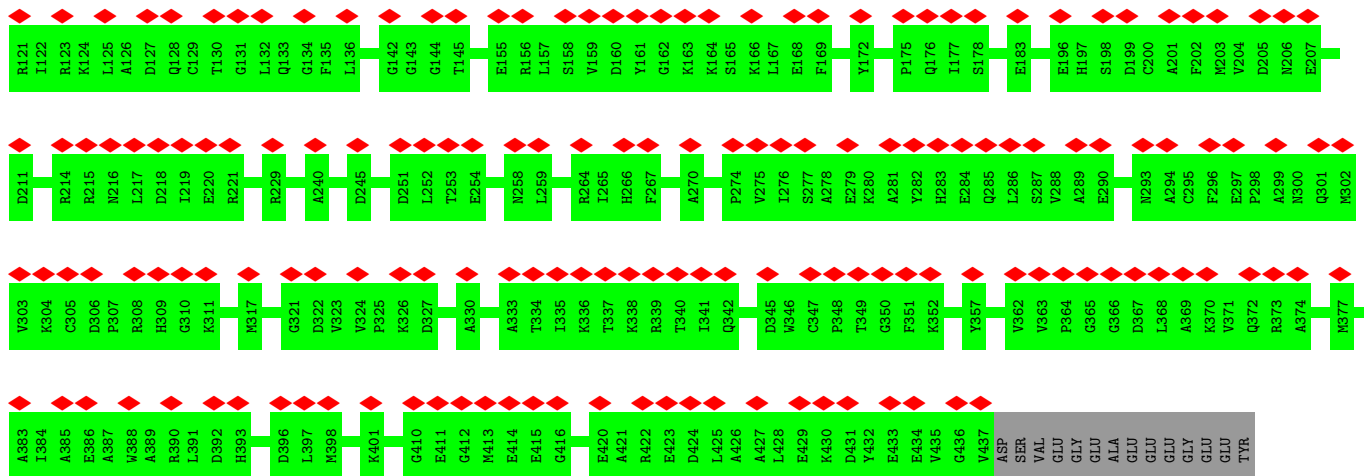 R121 I122 R123 K124 L125 A126 D127 Q128 C129 T130 G131 L132 Q133 G134 F135 L136 G142 G143 G144 T145 E155 R156 L157 S158 V159 D160 Y161 G162 K163 K164 S165 K166 L167 E168 F169 Y172 P175 Q176 I177 S178 E183 E196 H197 S198 D199 C200 A201 F202 M203 V204 D205 N206 E207
D211 R214 R215 N216 L217 D218 I219 E220 R221 R229 A240 D245 D251 L252 T253 E254 N258 L259 R264 I265 H266 F267 A270 P274 V275 I276 S277 A278 E279 K280 A281 Y282 H283 E284 Q285 L286 S287 V288 A289 E290 N293 A294 C295 F296 E297 P298 A299 N300 Q301 M302
V303 K304 C305 D306 P307 R308 H309 G310 K311 M317 G321 D322 V323 V324 P325 K326 D327 A330 A333 T334 I335 K336 T337 K338 R339 T340 I341 Q342 D345 W346 C347 P348 T349 G350 F351 K352 Y357 V362 V363 P364 G365 G366 D367 L368 A369 K370 V371 Q372 R373 A374 M377
A383 I384 A385 E386 A387 W388 A389 R390 L391 D392 H393 D396 L397 M398 K401 G410 E411 G412 M413 E414 E415 G416 E420 A421 R422 E423 D424 L425 A426 A427 L428 E429 K430 D431 Y432 E433 E434 V435 G436 V437 ASP SER VAL GLU GLY GLU ALA GLU GLU GLU GLY GLU GLU TYR